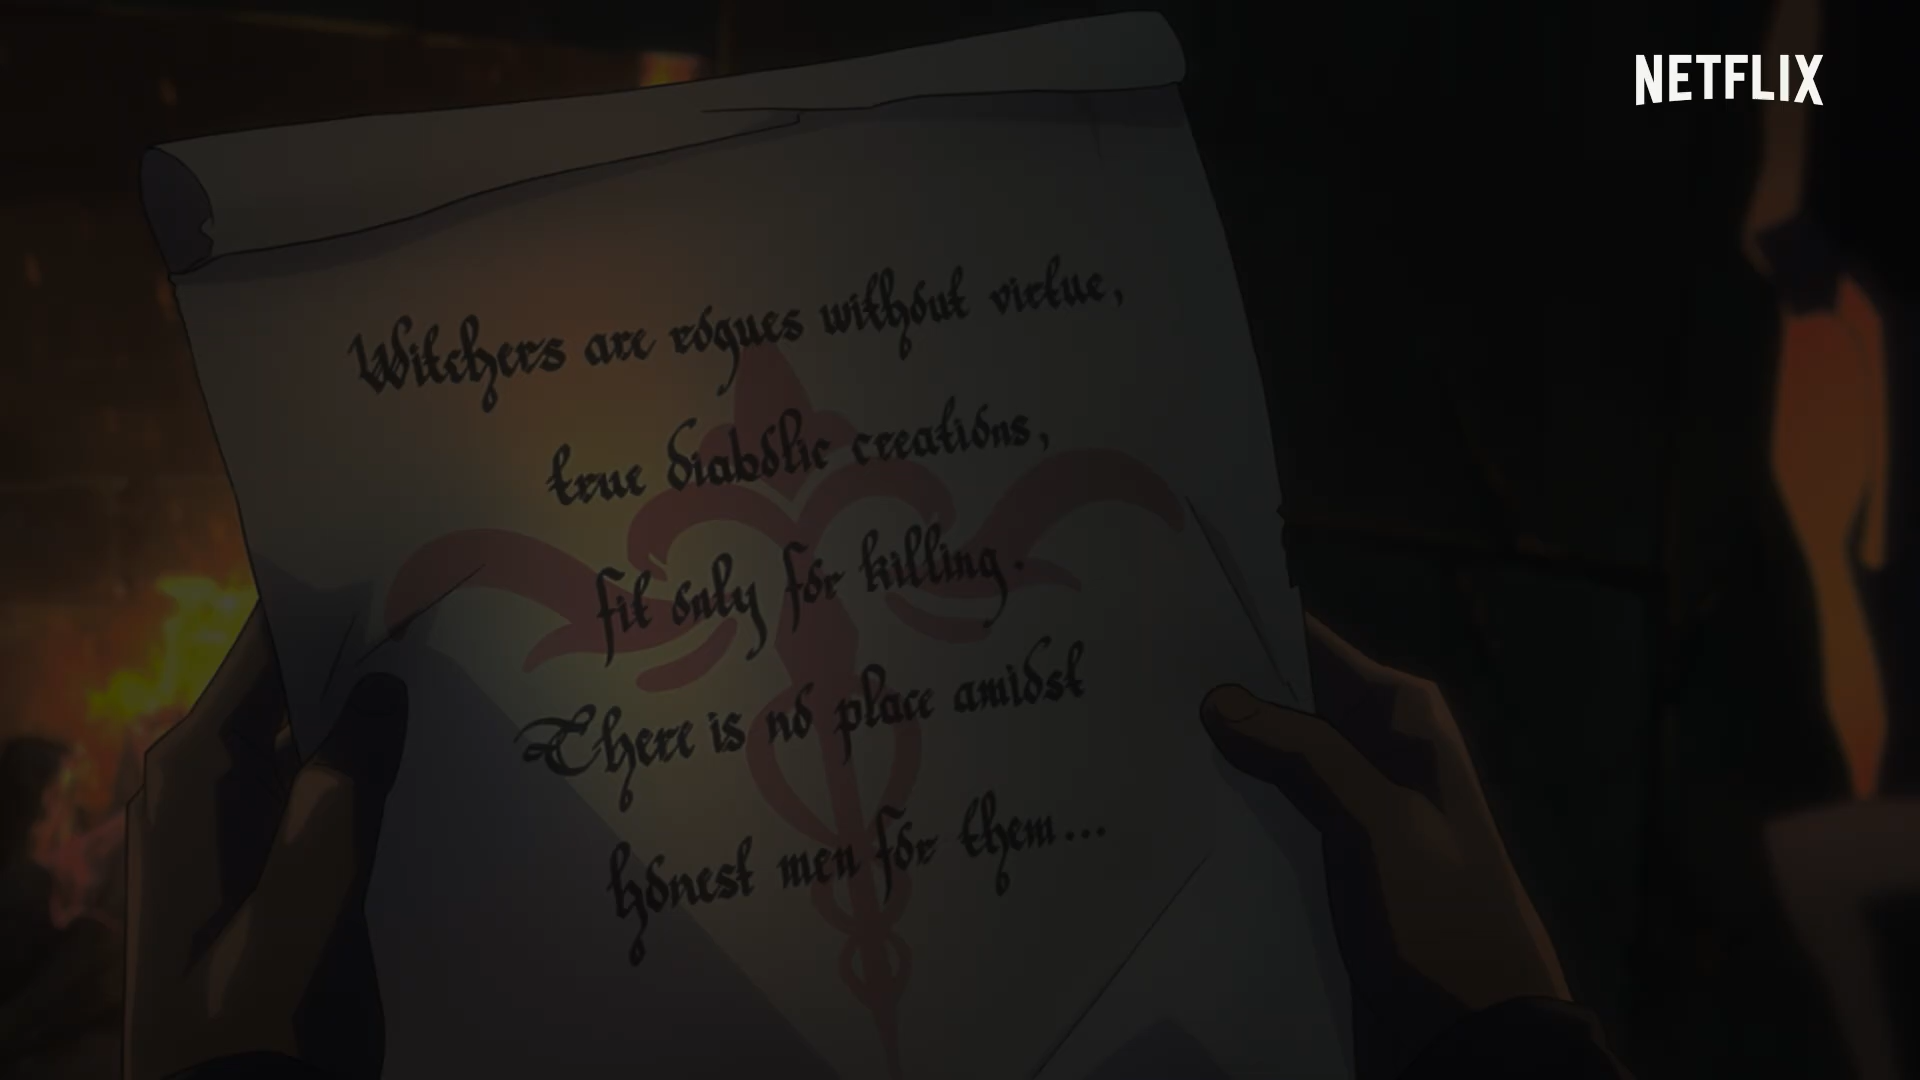 NETFLIX
Witchers are rogues without virtue,
true diabolic creations,
fit only for killing.
There is no place amidst
honest men for them...